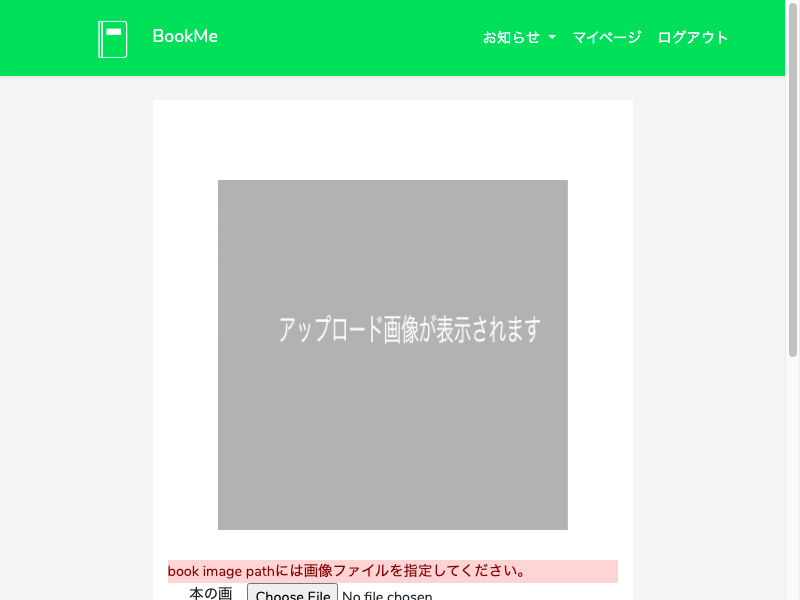 BookMe
お知らせ
マイページ
ログアウト
アップロード画像が表示されます
book image pathには画像ファイルを指定してください。
本の画
Choose File No file chosen